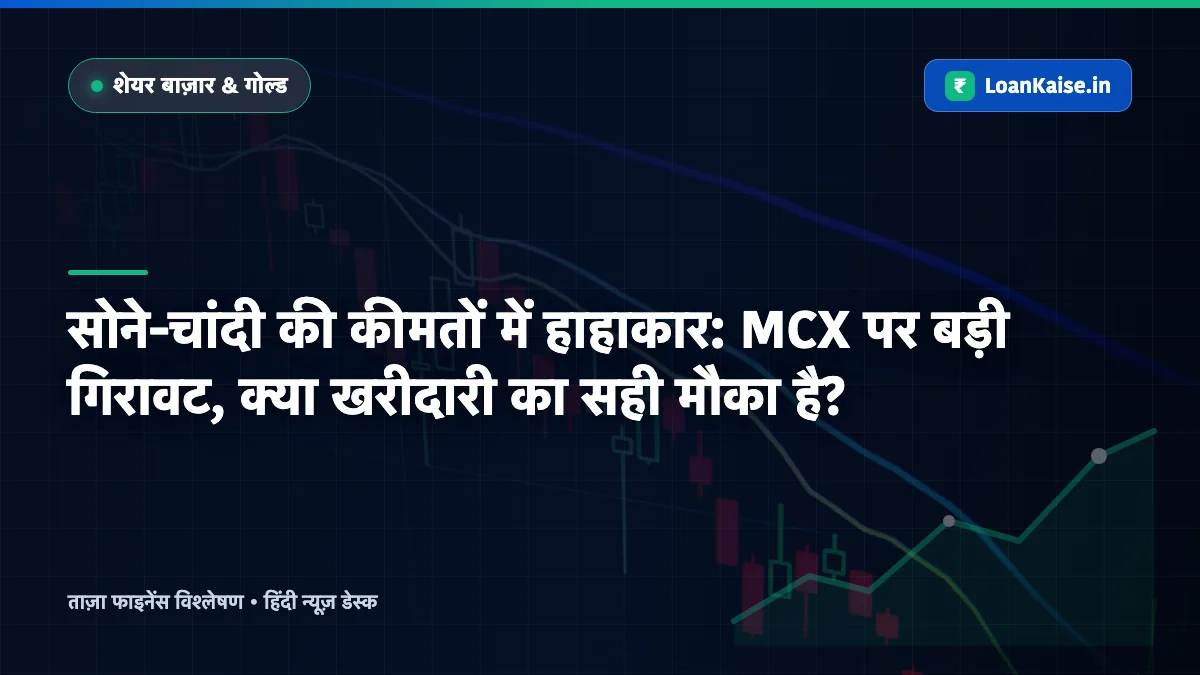 शेयर बाज़ार & गोल्ड
₹ LoanKaise.in
सोने-चांदी की कीमतों में हाहाकार: MCX पर बड़ी
गिरावट, क्या खरीदारी का सही मौका है?
ताज़ा फाइनेंस विश्लेषण • हिंदी न्यूज़ डेस्क